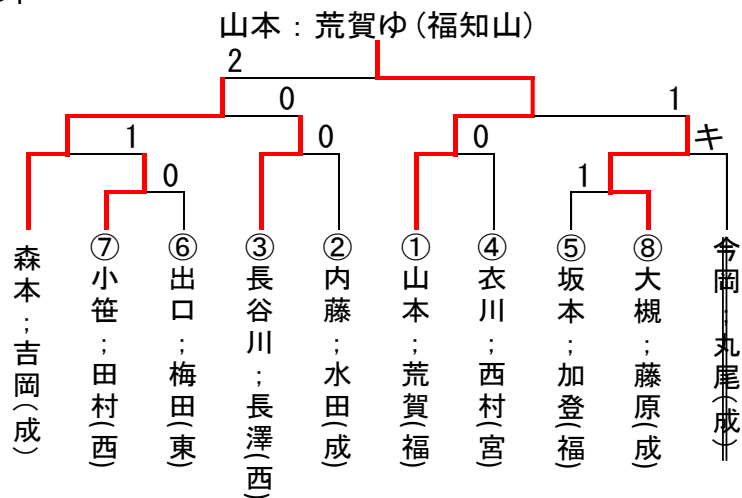 山本：荒賀ゆ(福知山)
2
0
1
1
0
0
キ
0
1
森本；吉岡(成)
⑦小笹；田村(西)
⑥出口；梅田(東)
③長谷川；長澤(西)
②内藤；水田(成)
①山本；荒賀(福)
④衣川；西村(宮)
⑤坂本；加登(福)
⑧大槻；藤原(成)
今岡；丸尾(成)